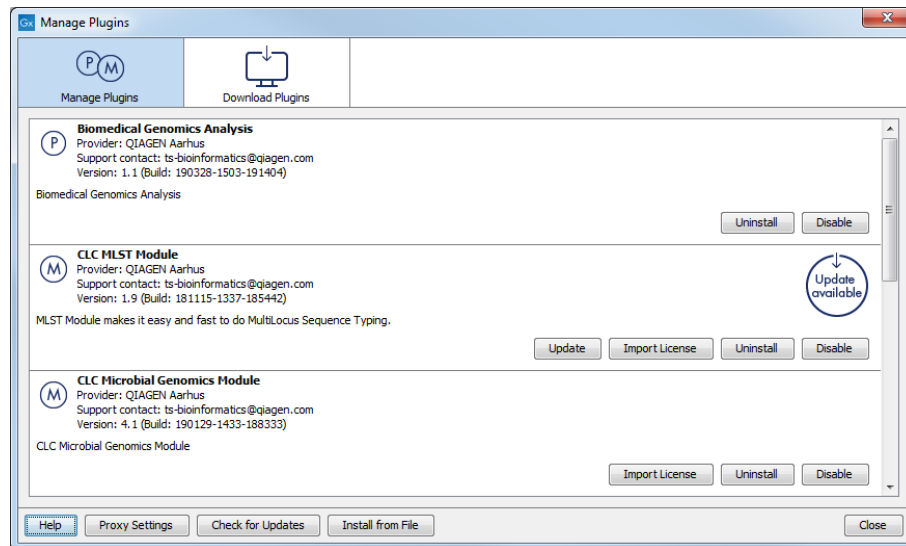 Gx Manage Plugins
P M
Manage Plugins
Download Plugins
P
Biomedical Genomics Analysis
Provider: QIAGEN Aarhus
Support contact: ts-bioinformatics@qiagen.com
Version: 1.1 (Build: 190328-1503-191404)
Biomedical Genomics Analysis
Uninstall
Disable
M
CLC MLST Module
Provider: QIAGEN Aarhus
Support contact: ts-bioinformatics@qiagen.com
Version: 1.9 (Build: 181115-1337-185442)
Update
available
MLST Module makes it easy and fast to do MultiLocus Sequence Typing.
Update
Import License
Uninstall
Disable
M
CLC Microbial Genomics Module
Provider: QIAGEN Aarhus
Support contact: ts-bioinformatics@qiagen.com
Version: 4.1 (Build: 190129-1433-188333)
CLC Microbial Genomics Module
Import License
Uninstall
Disable
Help
Proxy Settings
Check for Updates
Install from File
Close